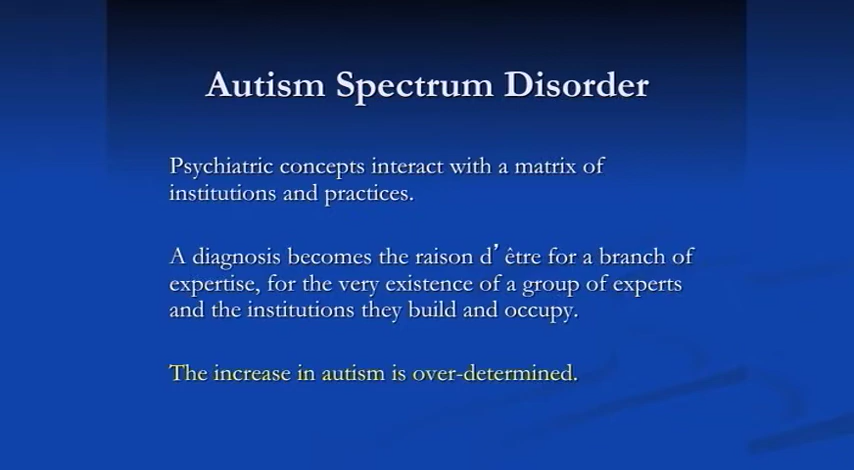 Autism Spectrum Disorder
Psychiatric concepts interact with a matrix of
institutions and practices.
A diagnosis becomes the raison d’ être for a branch of
expertise, for the very existence of a group of experts
and the institutions they build and occupy.
The increase in autism is over-determined.